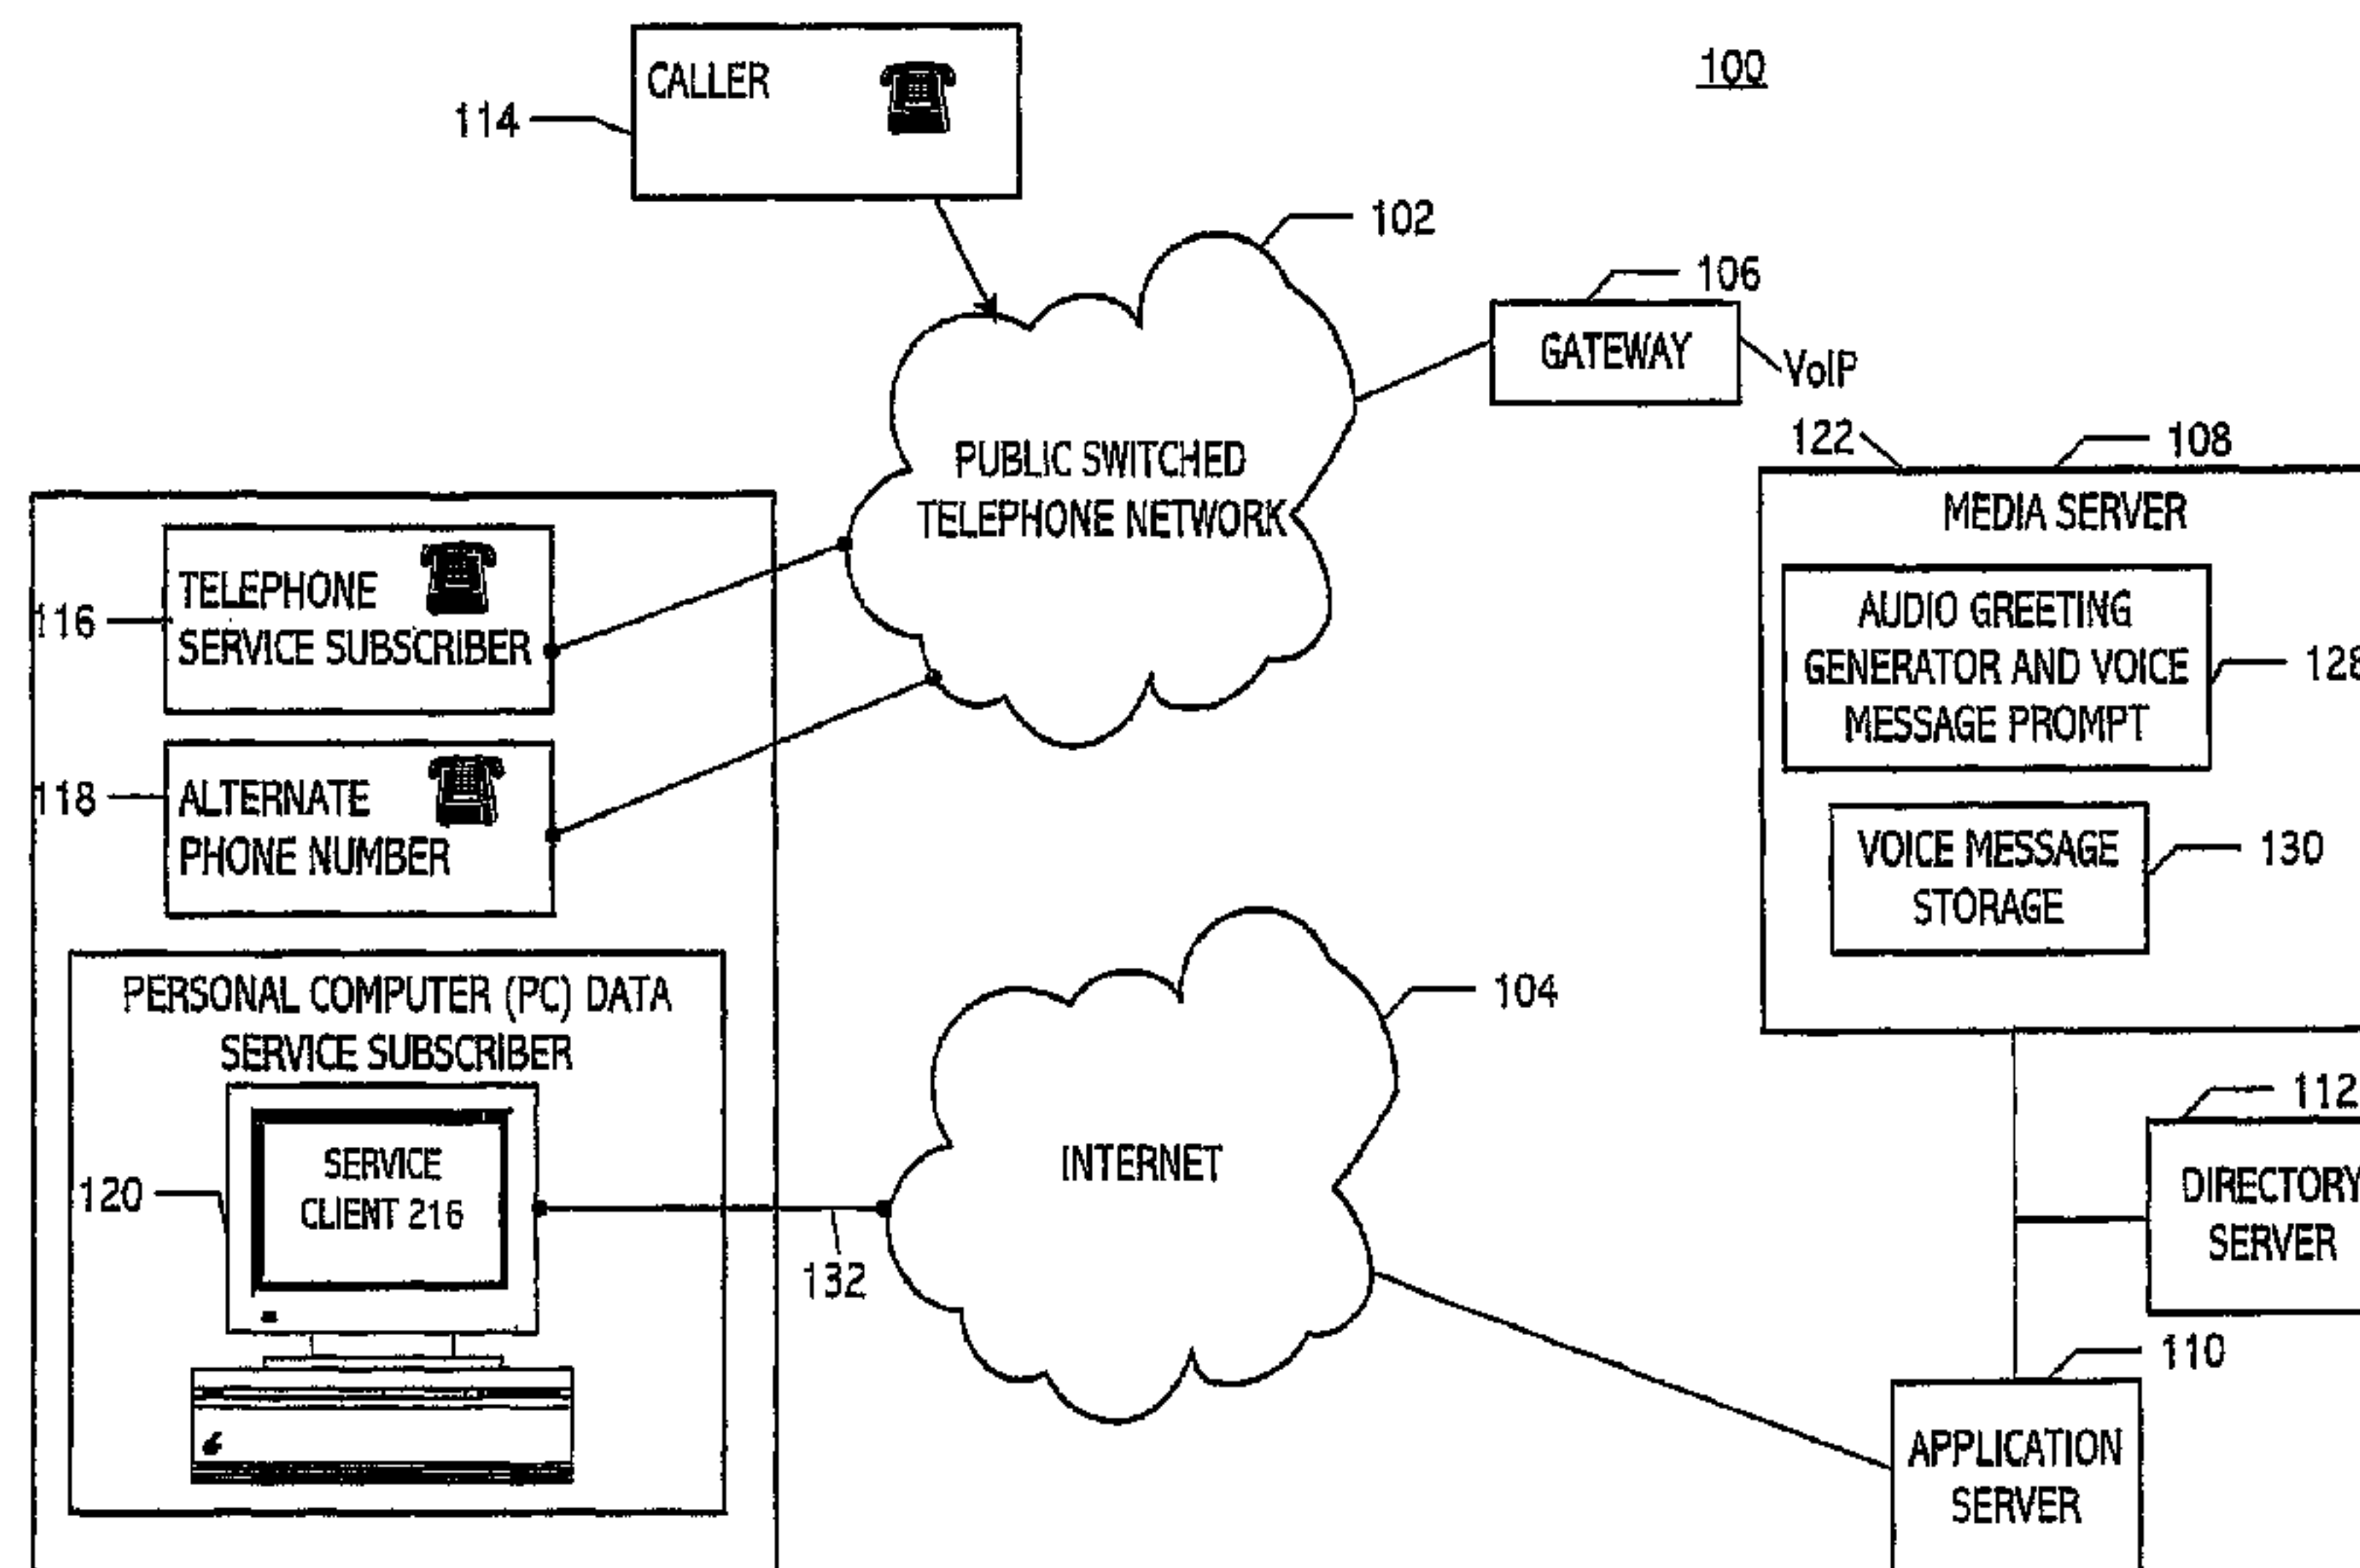 100
CALLER
114
102
106
GATEWAY
VoIP
PUBLIC SWITCHED
TELEPHONE NETWORK
122
108
MEDIA SERVER
AUDIO GREETING
GENERATOR AND VOICE
MESSAGE PROMPT
128
VOICE MESSAGE
STORAGE
130
TELEPHONE
SERVICE SUBSCRIBER
116
ALTERNATE
PHONE NUMBER
118
PERSONAL COMPUTER (PC) DATA
SERVICE SUBSCRIBER
SERVICE
CLIENT 216
120
132
104
INTERNET
112
DIRECTORY
SERVER
110
APPLICATION
SERVER